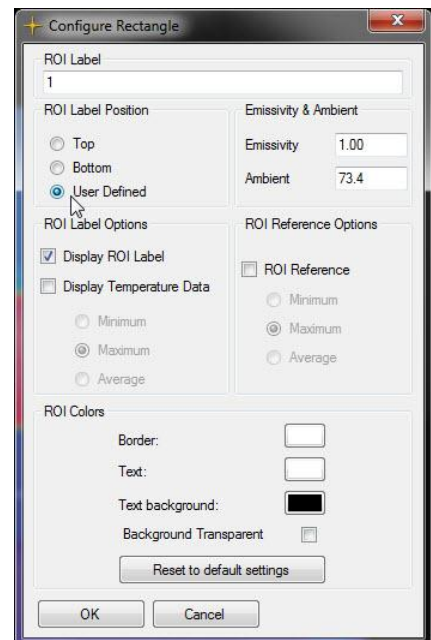 Configure Rectangle
ROI Label
1
ROI Label Position
Top
Bottom
User Defined
Emissivity & Ambient
Emissivity 1.00
Ambient 73.4
ROI Label Options
Display ROI Label
Display Temperature Data
Minimum
Maximum
Average
ROI Reference Options
ROI Reference
Minimum
Maximum
Average
ROI Colors
Border:
Text:
Text background:
Background Transparent
Reset to default settings
OK Cancel